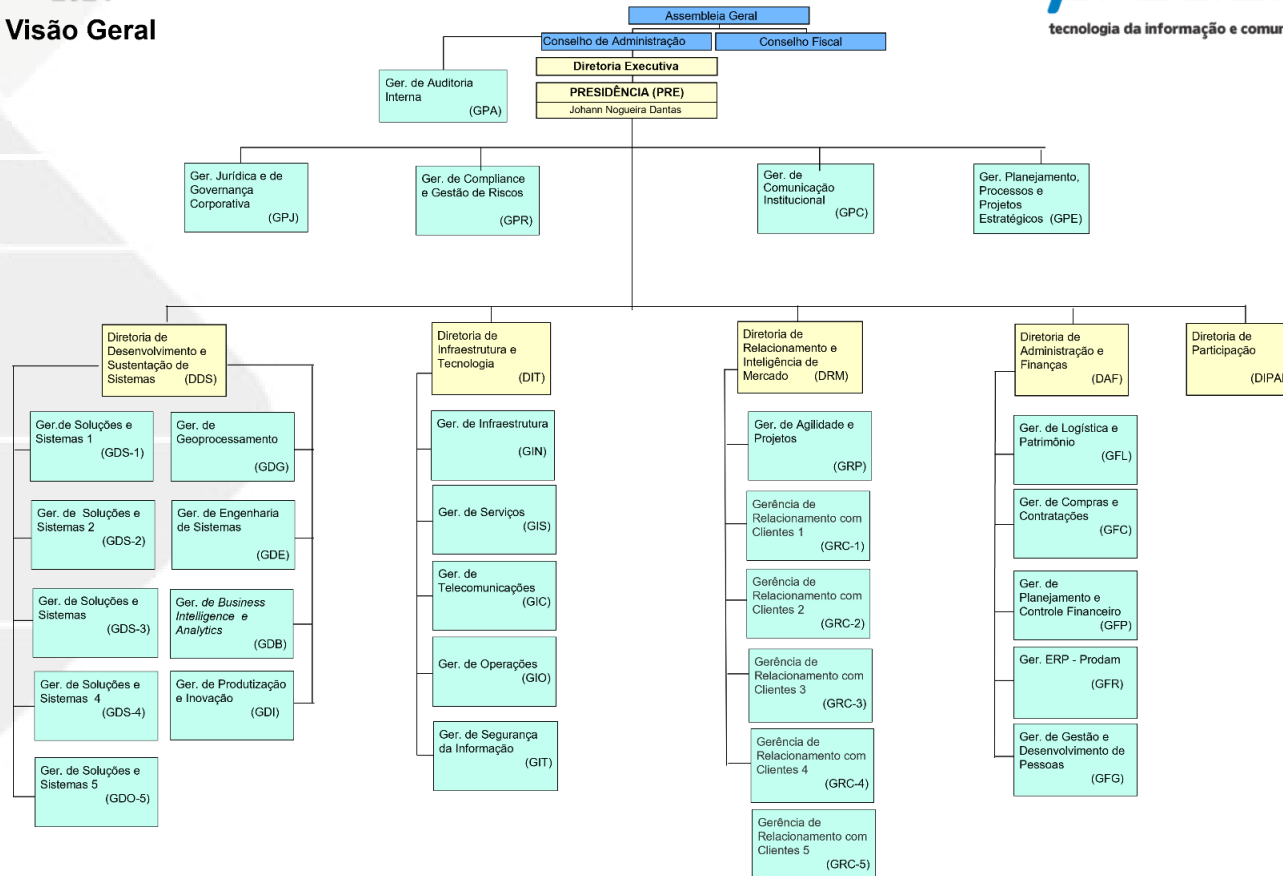 Visão Geral
tecnologia da informação e comun
Assembleia Geral
Conselho de Administração
Conselho Fiscal
Diretoria Executiva
PRESIDÊNCIA (PRE)
Johann Nogueira Dantas
Ger. de Auditoria
Interna
(GPA)
Ger. Jurídica e de
Governança
Corporativa
(GPJ)
Ger. de Compliance
e Gestão de Riscos
(GPR)
Ger. de
Comunicação
Institucional
(GPC)
Ger. Planejamento,
Processos e
Projetos
Estratégicos (GPE)
Diretoria de
Desenvolvimento e
Sustentação de
Sistemas (DDS)
Ger.de Soluções e
Sistemas 1
(GDS-1)
Ger. de Soluções e
Sistemas 2
(GDS-2)
Ger. de Soluções e
Sistemas
(GDS-3)
Ger. de Soluções e
Sistemas 4
(GDS-4)
Ger. de Soluções e
Sistemas 5
(GDO-5)
Ger. de
Geoprocessamento
(GDG)
Ger. de Engenharia
de Sistemas
(GDE)
Ger. de Business
Intelligence e
Analytics
(GDB)
Ger. de Produtização
e Inovação
(GDI)
Diretoria de
Infraestrutura e
Tecnologia
(DIT)
Ger. de Infraestrutura
(GIN)
Ger. de Serviços
(GIS)
Ger. de
Telecomunicações
(GIC)
Ger. de Operações
(GIO)
Ger. de Segurança
da Informação
(GIT)
Diretoria de
Relacionamento e
Inteligência de
Mercado (DRM)
Ger. de Agilidade e
Projetos
(GRP)
Gerência de
Relacionamento com
Clientes 1
(GRC-1)
Gerência de
Relacionamento com
Clientes 2
(GRC-2)
Gerência de
Relacionamento com
Clientes 3
(GRC-3)
Gerência de
Relacionamento com
Clientes 4
(GRC-4)
Gerência de
Relacionamento com
Clientes 5
(GRC-5)
Diretoria de
Administração e
Finanças
(DAF)
Ger. de Logística e
Patrimônio
(GFL)
Ger. de Compras e
Contratações
(GFC)
Ger. de
Planejamento e
Controle Financeiro
(GFP)
Ger. ERP - Prodam
(GFR)
Ger. de Gestão e
Desenvolvimento de
Pessoas
(GFG)
Diretoria de
Participação
(DIPA